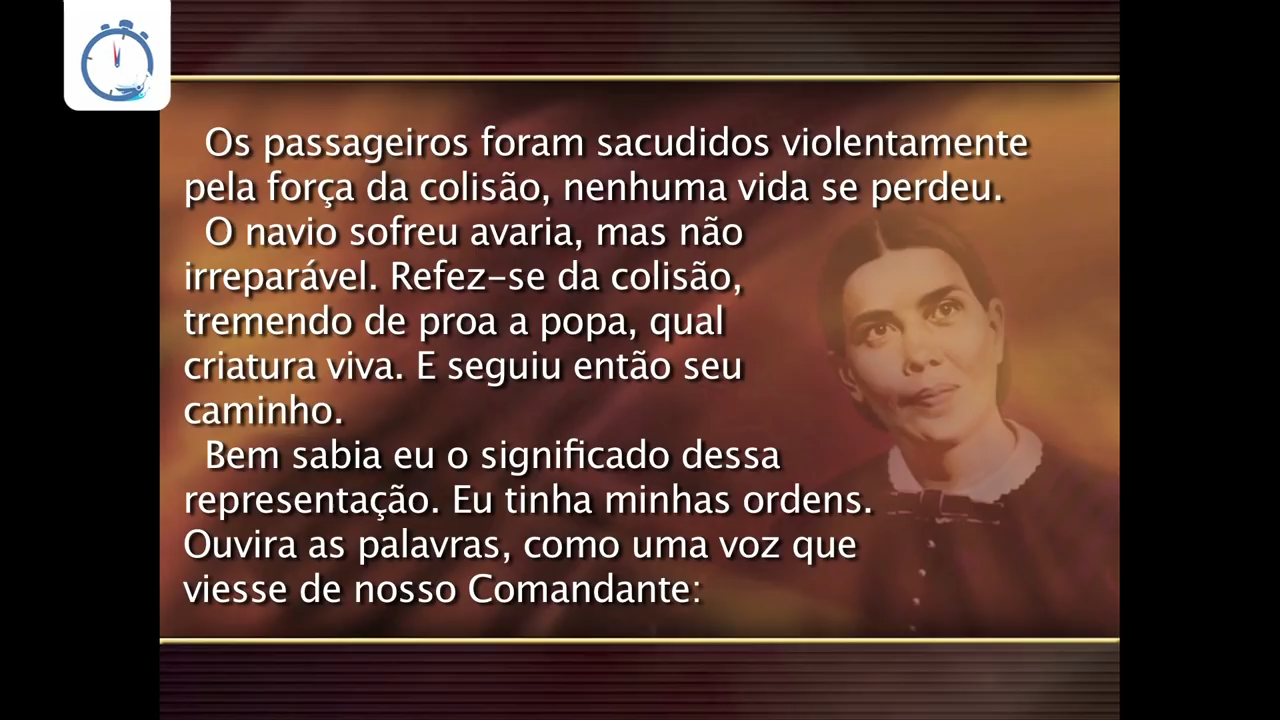 Os passageiros foram sacudidos violentamente
pela força da colisão, nenhuma vida se perdeu.
O navio sofreu avaria, mas não
irreparável. Refez-se da colisão,
tremendo de proa a popa, qual
criatura viva. E seguiu então seu
caminho.
Bem sabia eu o significado dessa
representação. Eu tinha minhas ordens.
Ouvira as palavras, como uma voz que
viesse de nosso Comandante: